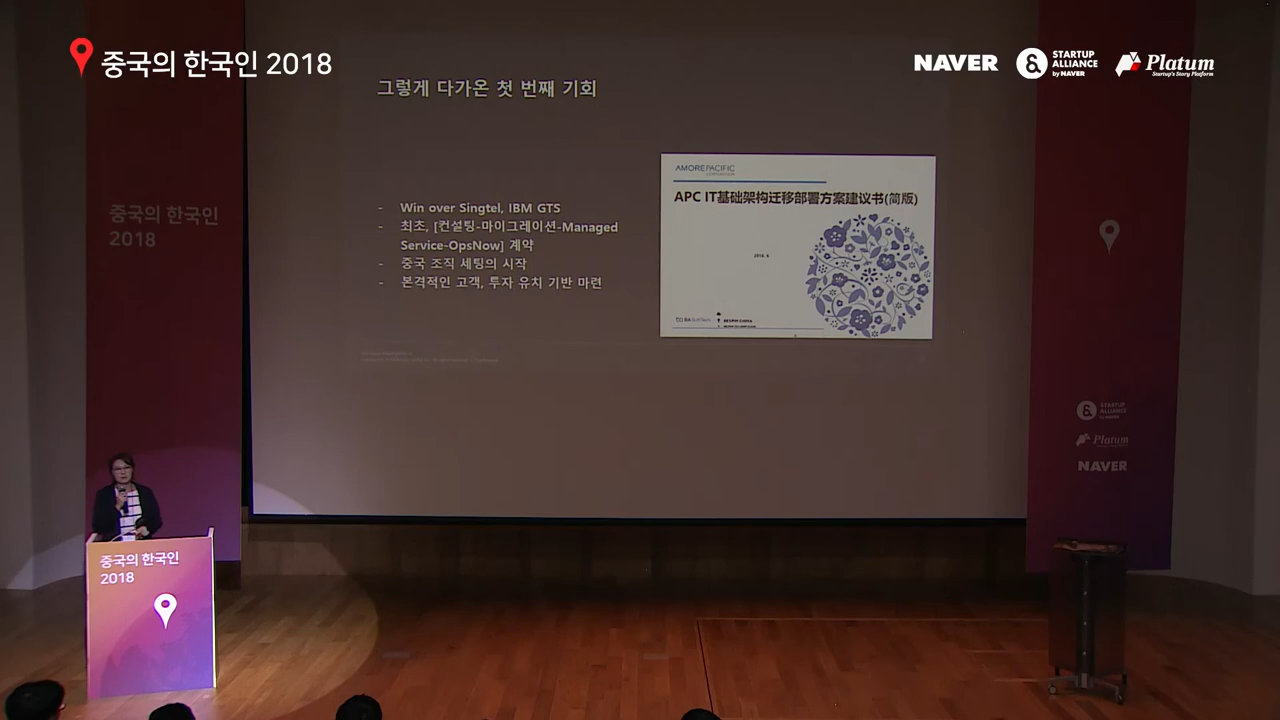 중국의 한국인 2018
NAVER
& STARTUP
ALLIANCE
by NAVER
Platum
Startup's Story Platform
그렇게 다가온 첫 번째 기회
- Win over Singtel, IBM GTS
- 최초, [컨설팅-마이그레이션-Managed
Service-OpsNow] 계약
- 중국 조직 세팅의 시작
- 본격적인 고객, 투자 유치 기반 마련
AMOREPACIFIC
APC IT基础架构迁移部署方案建议书(简版)
BESPIN CHINA
중국의 한국인
2018
& STARTUP
ALLIANCE
by NAVER
Platum
NAVER
중국의 한국인
2018